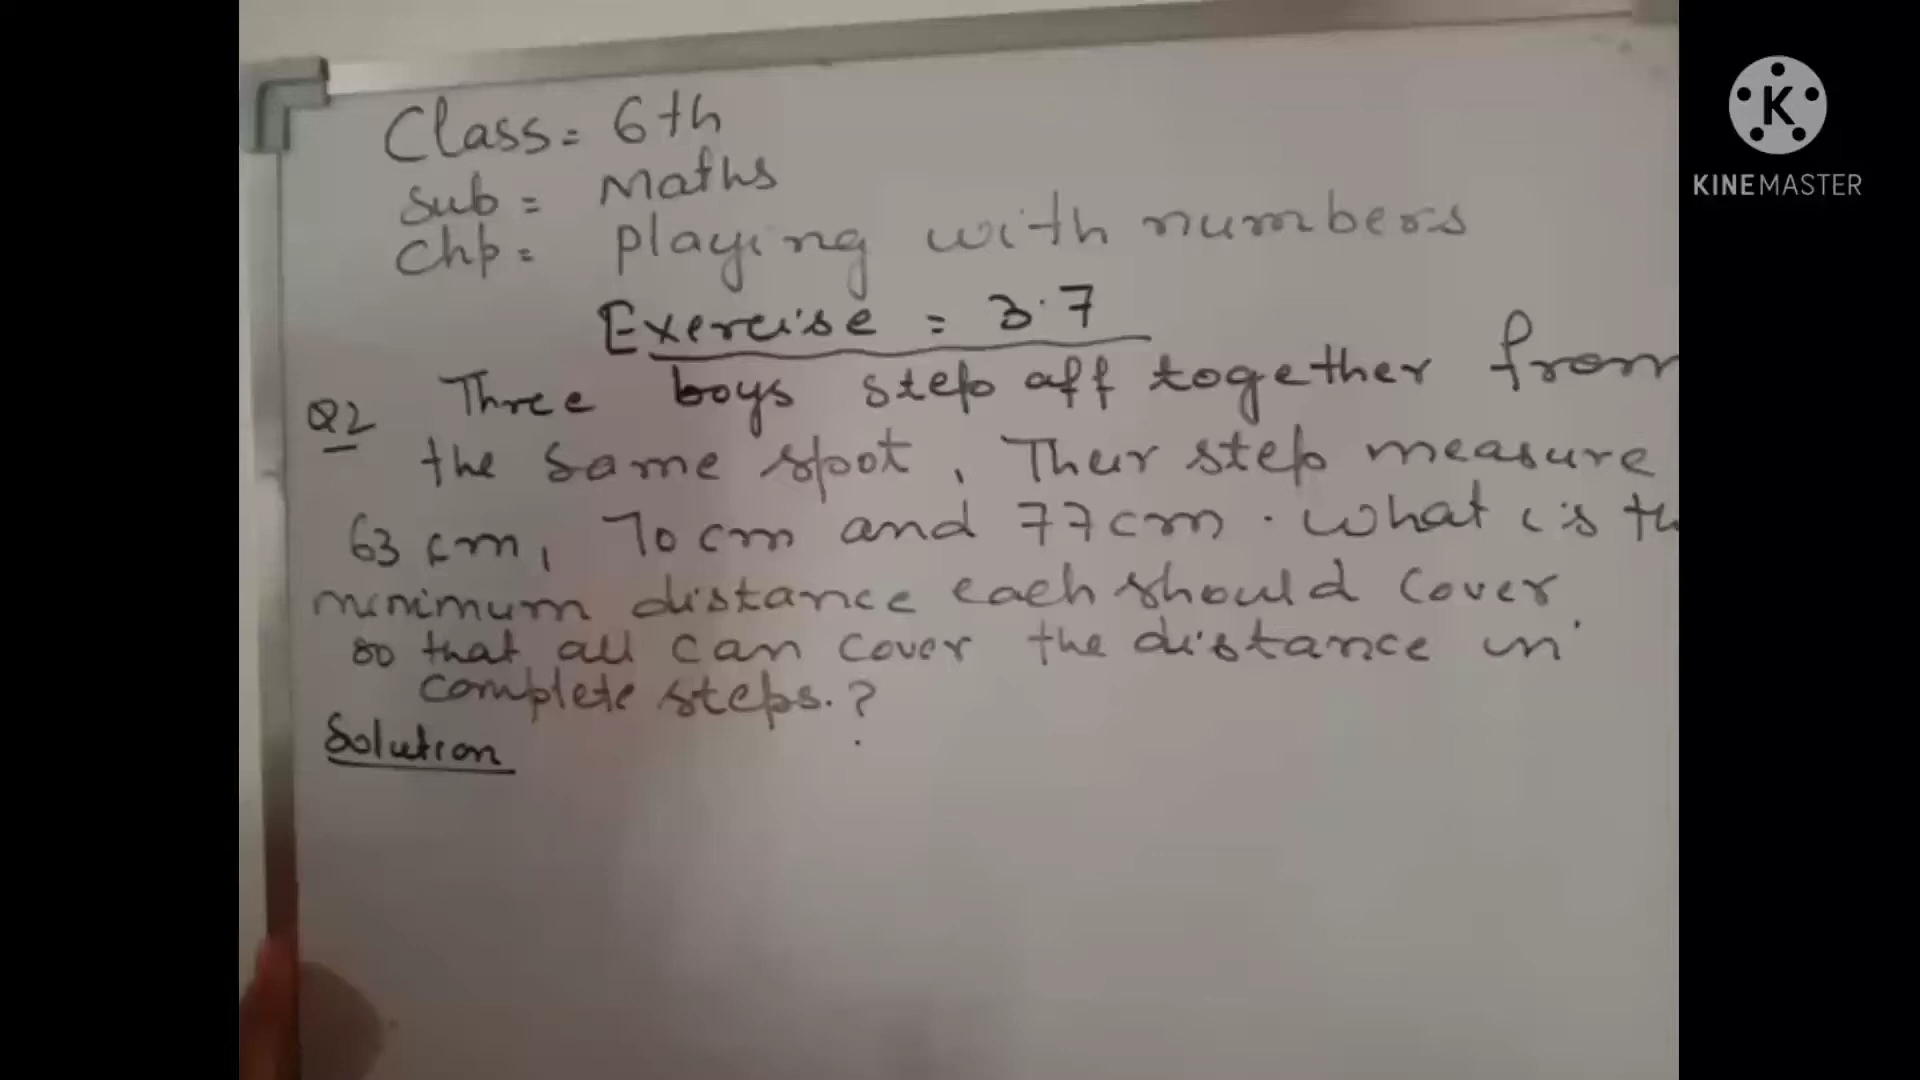 Class = 6th
Sub = Maths
Chp = Playing with numbers
Exercise = 3.7
Q2 Three boys step off together from
the same spot, Their step measure
63 cm, 70 cm and 77 cm. What is th
minimum distance each should cover
so that all can cover the distance in
complete steps.?
Solution
K
KINEMASTER